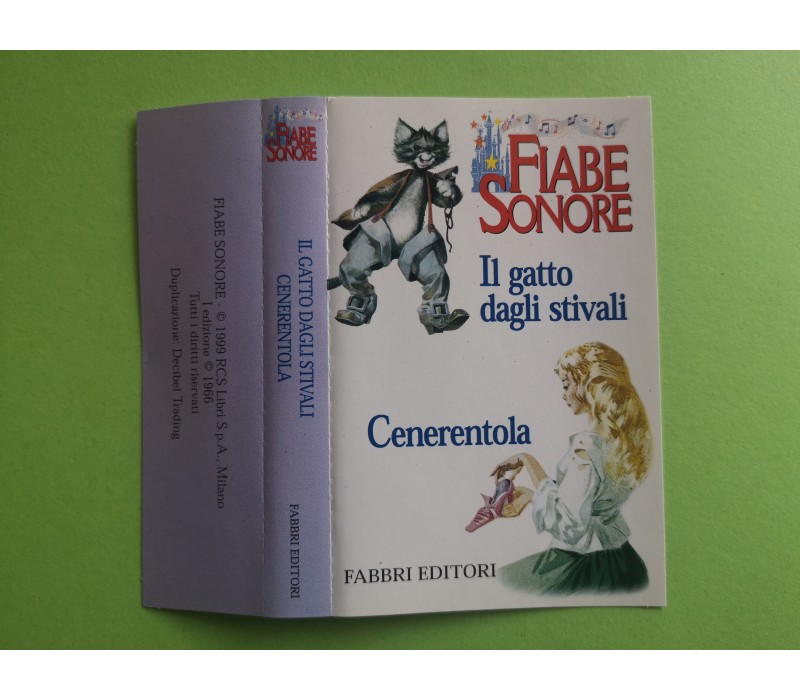 FIABE SONORE - © 1999 RCS Libri S.p.A., Milano
I edizione © 1966
Tutti i diritti riservati
Duplicazione: Decibel Trading
FIABE
SONORE
IL GATTO DAGLI STIVALI
CENERENTOLA
FABBRI EDITORI
FIABE
SONORE
Il gatto
dagli stivali
Cenerentola
FABBRI EDITORI